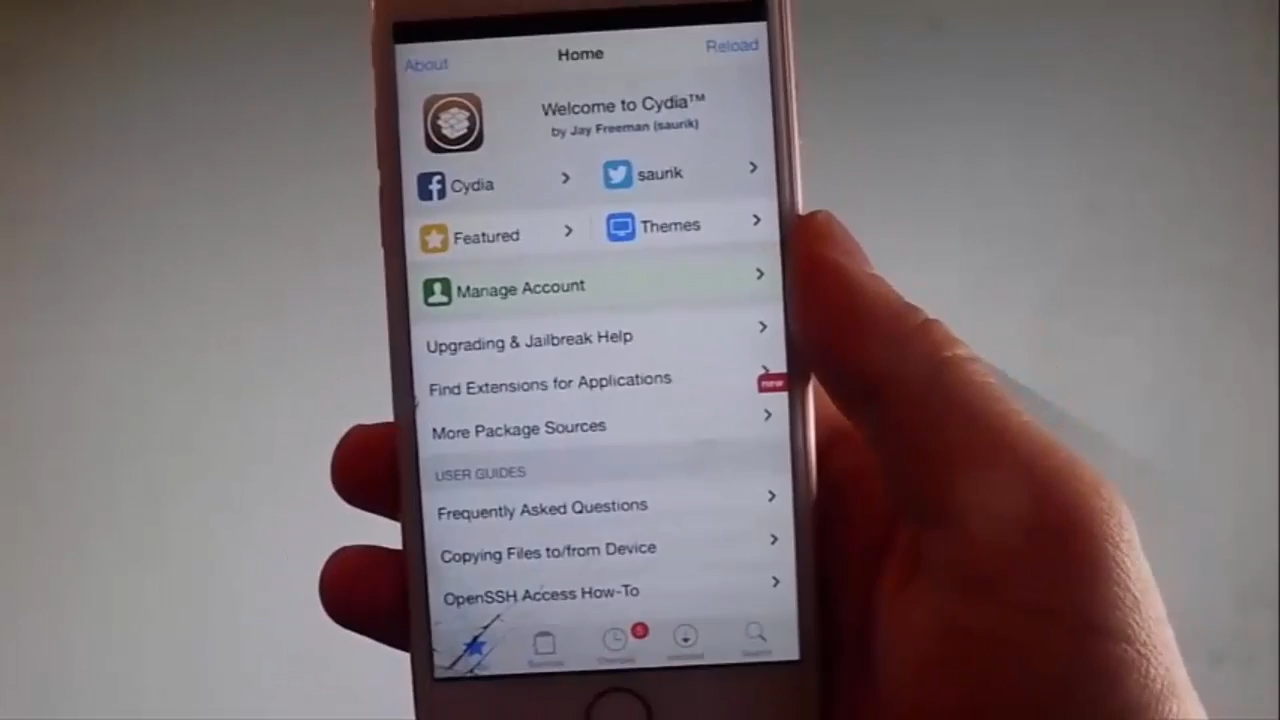 About
Home
Reload
Welcome to Cydia™
by Jay Freeman (saurik)
Cydia
saurik
Featured
Themes
Manage Account
Upgrading & Jailbreak Help
Find Extensions for Applications
new
More Package Sources
USER GUIDES
Frequently Asked Questions
Copying Files to/from Device
OpenSSH Access How-To